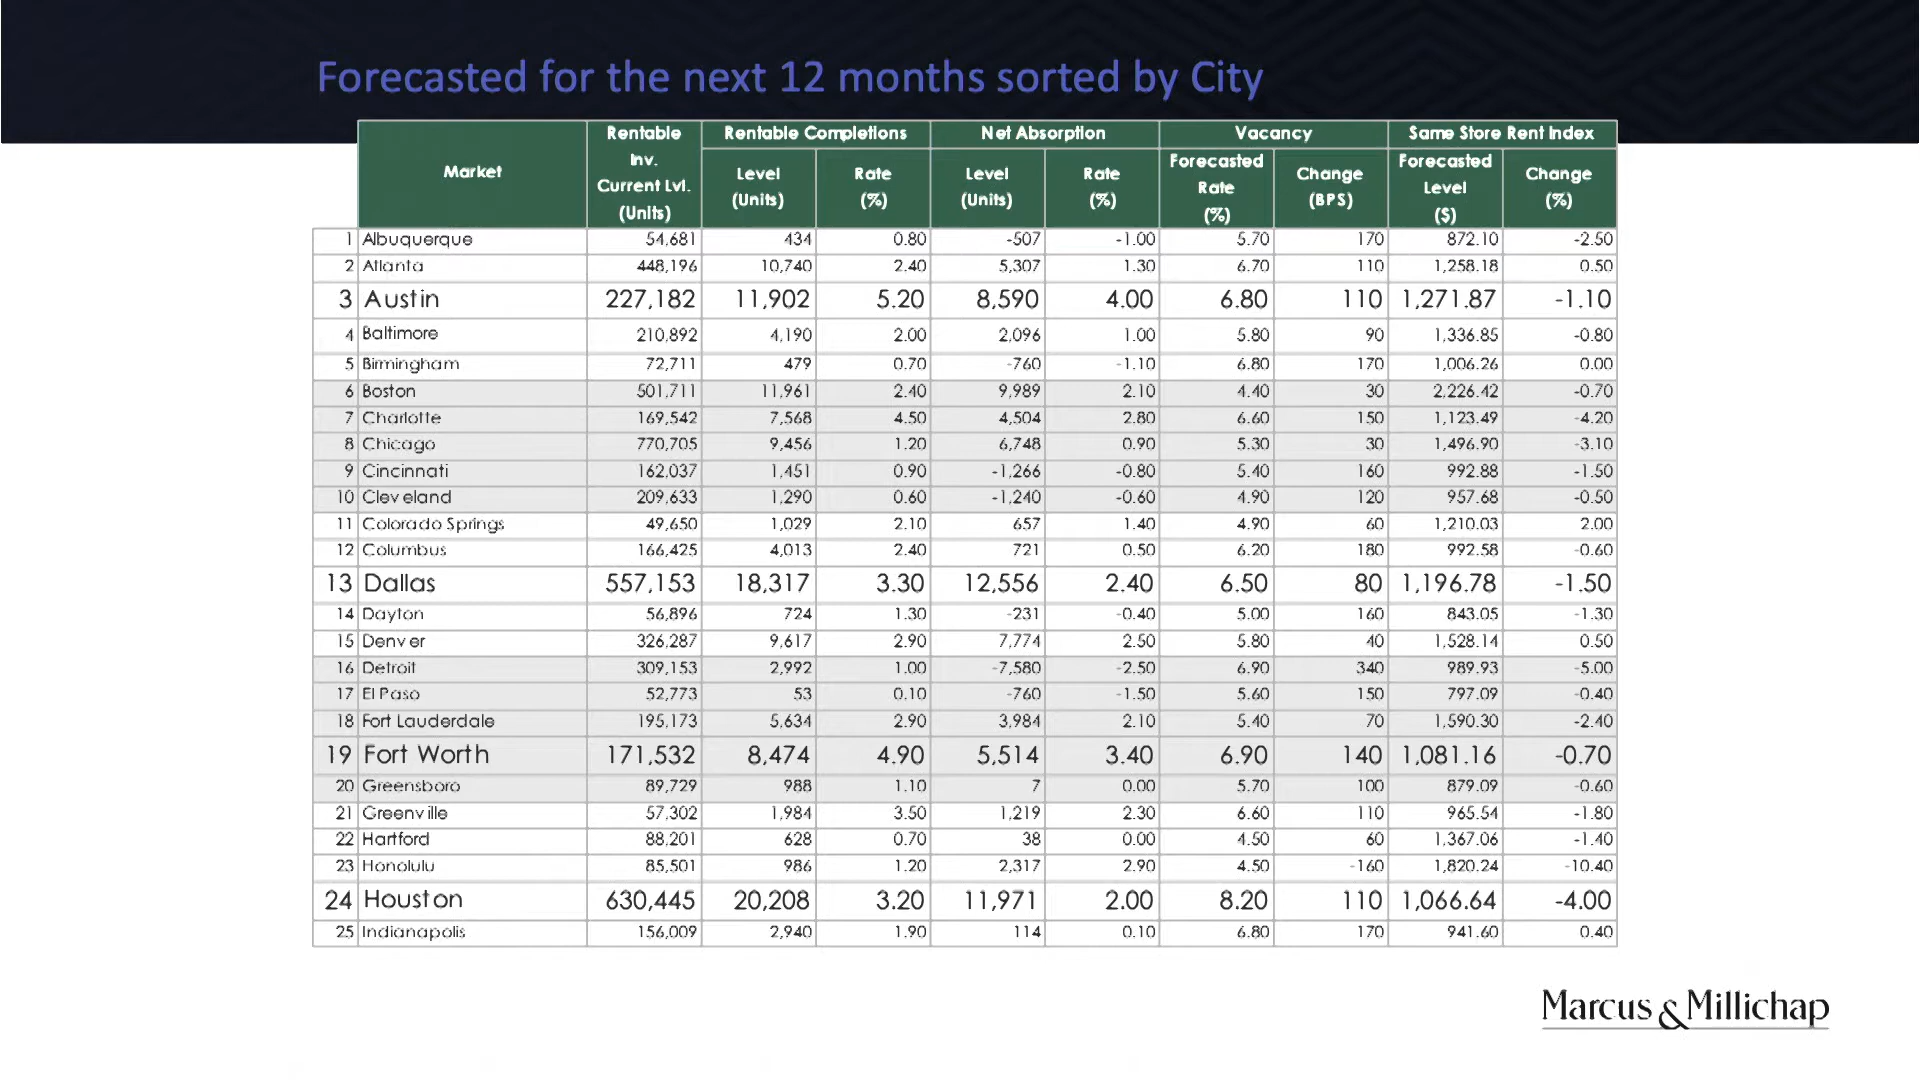 Forecasted for the next 12 months sorted by City
Market Rentable Inv. Current Lvl. (Units) Rentable Completions Net Absorption Vacancy Same Store Rent Index
Level (Units) Rate (%) Level (Units) Rate (%) Forecasted Rate (%) Change (BPS) Forecasted Level ($) Change (%)
1 Albuquerque 54,681 434 0.80 -507 -1.00 5.70 170 872.10 -2.50
2 Atlanta 448,196 10,740 2.40 5,307 1.30 6.70 110 1,258.18 0.50
3 Austin 227,182 11,902 5.20 8,590 4.00 6.80 110 1,271.87 -1.10
4 Baltimore 210,892 4,190 2.00 2,096 1.00 5.80 90 1,336.85 -0.80
5 Birmingham 72,711 479 0.70 -760 -1.10 6.80 170 1,006.26 0.00
6 Boston 501,711 11,961 2.40 9,989 2.10 4.40 30 2,226.42 -0.70
7 Charlotte 169,542 7,568 4.50 4,504 2.80 6.60 150 1,123.49 -4.20
8 Chicago 770,705 9,456 1.20 6,748 0.90 5.30 30 1,496.90 -3.10
9 Cincinnati 162,037 1,451 0.90 -1,266 -0.80 5.40 160 992.88 -1.50
10 Cleveland 209,633 1,290 0.60 -1,240 -0.60 4.90 120 957.68 -0.50
11 Colorado Springs 49,650 1,029 2.10 657 1.40 4.90 60 1,210.03 2.00
12 Columbus 166,425 4,013 2.40 721 0.50 6.20 180 992.58 -0.60
13 Dallas 557,153 18,317 3.30 12,556 2.40 6.50 80 1,196.78 -1.50
14 Dayton 56,896 724 1.30 -231 -0.40 5.00 160 843.05 -1.30
15 Denver 326,287 9,617 2.90 7,774 2.50 5.80 40 1,528.14 0.50
16 Detroit 309,153 2,992 1.00 -7,580 -2.50 6.90 340 989.93 -5.00
17 El Paso 52,773 53 0.10 -760 -1.50 5.60 150 797.09 -0.40
18 Fort Lauderdale 195,173 5,634 2.90 3,984 2.10 5.40 70 1,590.30 -2.40
19 Fort Worth 171,532 8,474 4.90 5,514 3.40 6.90 140 1,081.16 -0.70
20 Greensboro 89,729 988 1.10 7 0.00 5.70 100 879.09 -0.60
21 Greenville 57,302 1,984 3.50 1,219 2.30 6.60 110 965.54 -1.80
22 Hartford 88,201 628 0.70 38 0.00 4.50 60 1,367.06 -1.40
23 Honolulu 85,501 986 1.20 2,317 2.90 4.50 -160 1,820.24 -10.40
24 Houston 630,445 20,208 3.20 11,971 2.00 8.20 110 1,066.64 -4.00
25 Indianapolis 156,009 2,940 1.90 114 0.10 6.80 170 941.60 0.40
Marcus & Millichap